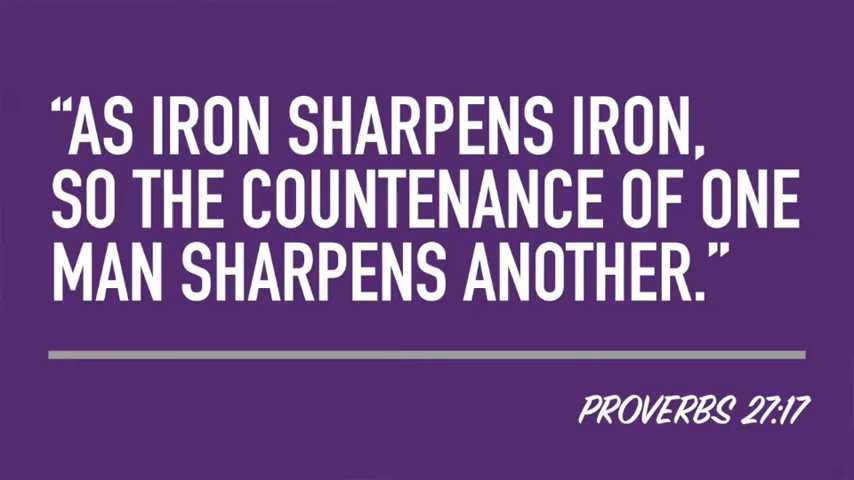 “AS IRON SHARPENS IRON,
SO THE COUNTENANCE OF ONE
MAN SHARPENS ANOTHER.”
PROVERBS 27:17